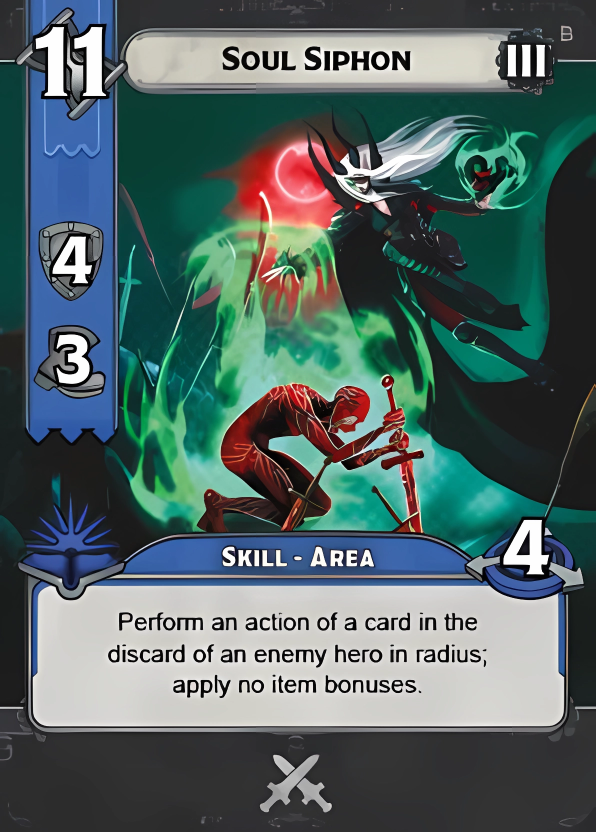 11
SOUL SIPHON
III
B
4
3
SKILL - AREA
4
Perform an action of a card in the
discard of an enemy hero in radius;
apply no item bonuses.